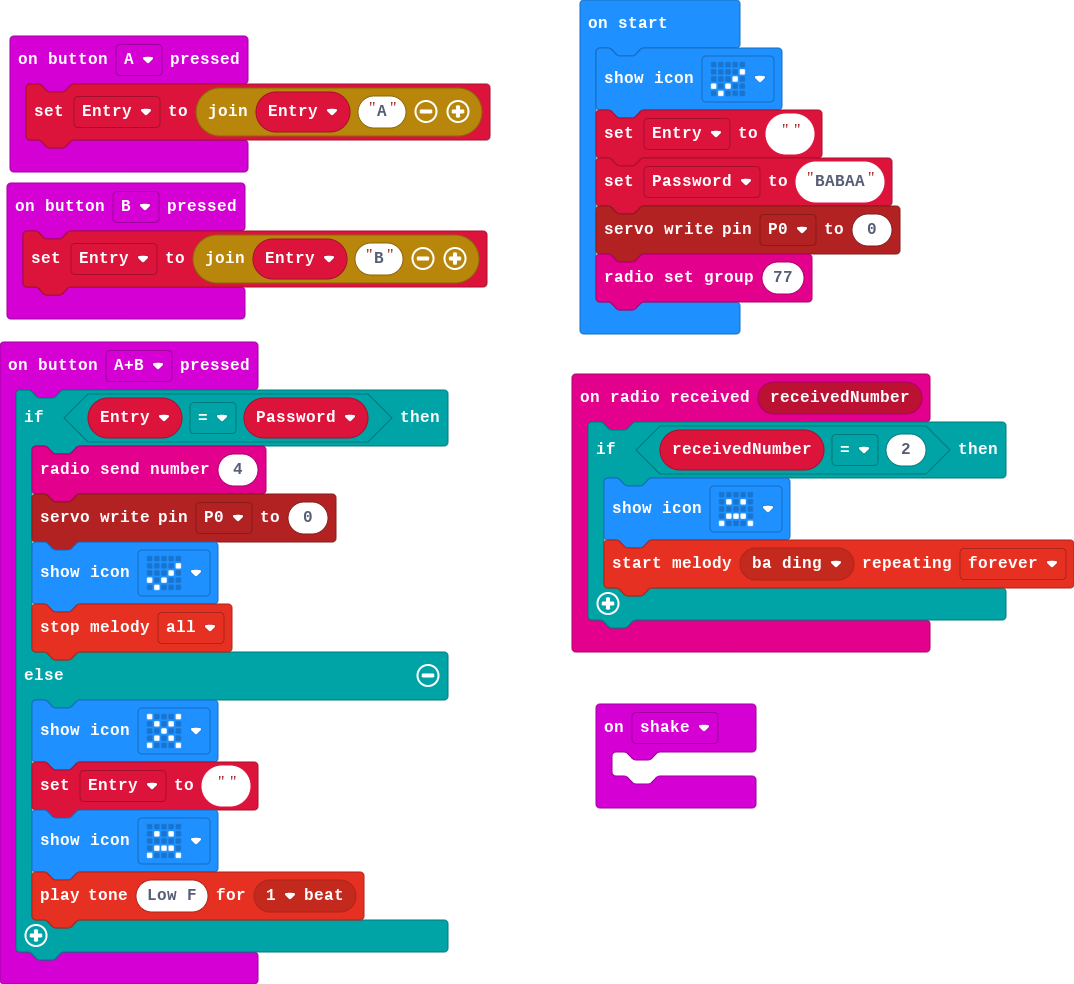 on button A pressed
set Entry to join Entry "A"
on button B pressed
set Entry to join Entry "B"
on button A+B pressed
if Entry = Password then
radio send number 4
servo write pin P0 to 0
show icon
stop melody all
else
show icon
set Entry to " "
show icon
play tone Low F for 1 beat
on start
show icon
set Entry to " "
set Password to "BABAA"
servo write pin P0 to 0
radio set group 77
on radio received receivedNumber
if receivedNumber = 2 then
show icon
start melody ba ding repeating forever
on shake